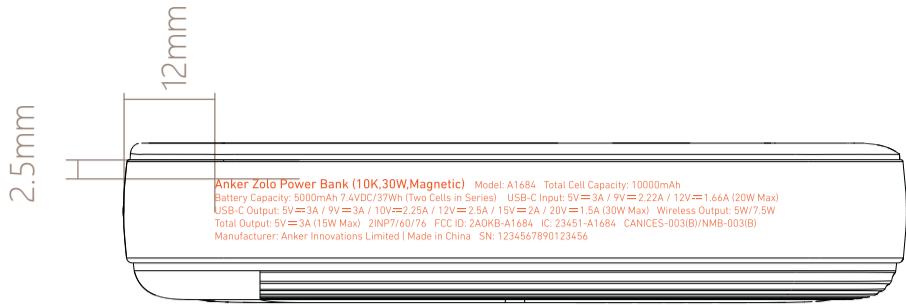 12mm
2.5mm
Anker Zolo Power Bank (10K,30W,Magnetic) Model: A1684 Total Cell Capacity: 10000mAh
Battery Capacity: 5000mAh 7.4VDC/37Wh (Two Cells in Series) USB-C Input: 5V⎓3A / 9V⎓2.22A / 12V⎓1.66A (20W Max)
USB-C Output: 5V⎓3A / 9V⎓3A / 10V⎓2.25A / 12V⎓2.5A / 15V⎓2A / 20V⎓1.5A (30W Max) Wireless Output: 5W/7.5W
Total Output: 5V⎓3A (15W Max) 2INP7/60/76 FCC ID: 2AOKB-A1684 IC: 23451-A1684 CANICES-003(B)/NMB-003(B)
Manufacturer: Anker Innovations Limited | Made in China SN: 1234567890123456